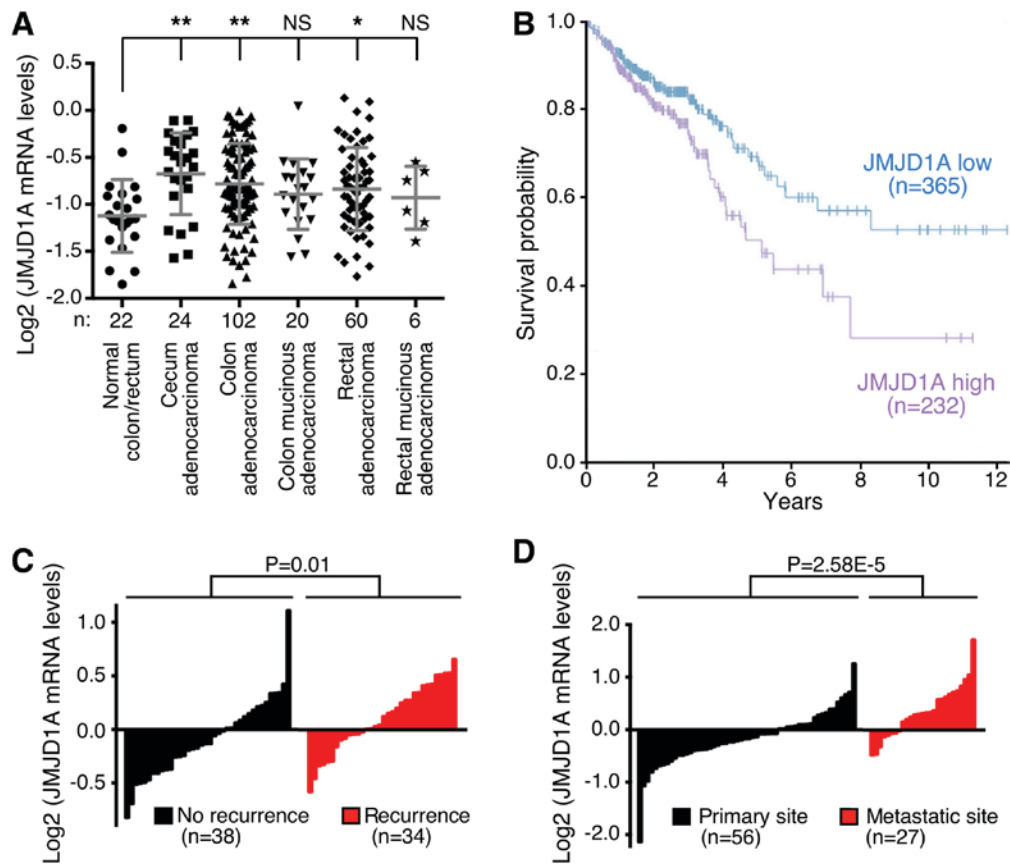 A
** ** NS * NS
Log2 (JMJD1A mRNA levels)
0.5
0.0
-0.5
-1.0
-1.5
-2.0
n: 22 24 102 20 60 6
Normal
colon/rectum
Cecum
adenocarcinoma
Colon
adenocarcinoma
Colon mucinous
adenocarcinoma
Rectal
adenocarcinoma
Rectal mucinous
adenocarcinoma
B
Survival probability
1.0
0.8
0.6
0.4
0.2
0.0
0 2 4 6 8 10 12
Years
JMJD1A low
(n=365)
JMJD1A high
(n=232)
C
P=0.01
Log2 (JMJD1A mRNA levels)
1.0
0.5
0.0
-0.5
No recurrence
(n=38)
Recurrence
(n=34)
D
P=2.58E-5
Log2 (JMJD1A mRNA levels)
2.0
1.0
0.0
-1.0
-2.0
Primary site
(n=56)
Metastatic site
(n=27)